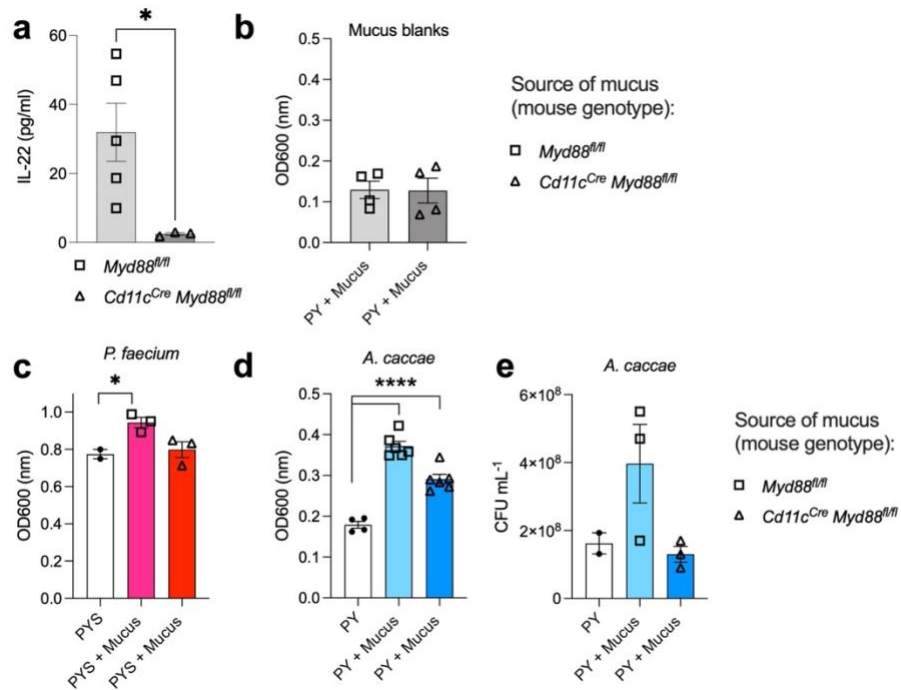 a
*
60
40
20
0
IL-22 (pg/ml)
Myd88fl/fl
Cd11cCre Myd88fl/fl
b
Mucus blanks
0.5
0.4
0.3
0.2
0.1
0.0
OD600 (nm)
PY + Mucus
PY + Mucus
Source of mucus
(mouse genotype):
Myd88fl/fl
Cd11cCre Myd88fl/fl
c
P. faecium
*
1.0
0.8
0.6
0.4
0.2
0.0
OD600 (nm)
PYS
PYS + Mucus
PYS + Mucus
d
A. caccae
****
0.5
0.4
0.3
0.2
0.1
0.0
OD600 (nm)
PY
PY + Mucus
PY + Mucus
e
A. caccae
6×10⁸
4×10⁸
2×10⁸
0
CFU mL⁻¹
PY
PY + Mucus
PY + Mucus
Source of mucus
(mouse genotype):
Myd88fl/fl
Cd11cCre Myd88fl/fl